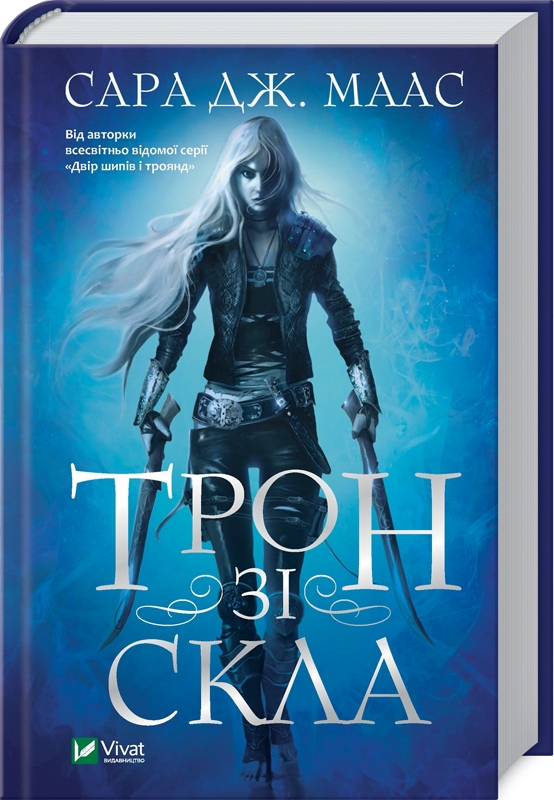 САРА ДЖ. МААС
Від авторки
всесвітньо відомої серії
«Двір шипів і троянд»
ТРОН
ЗІ
СКЛА
Vivat
ВИДАВНИЦТВО